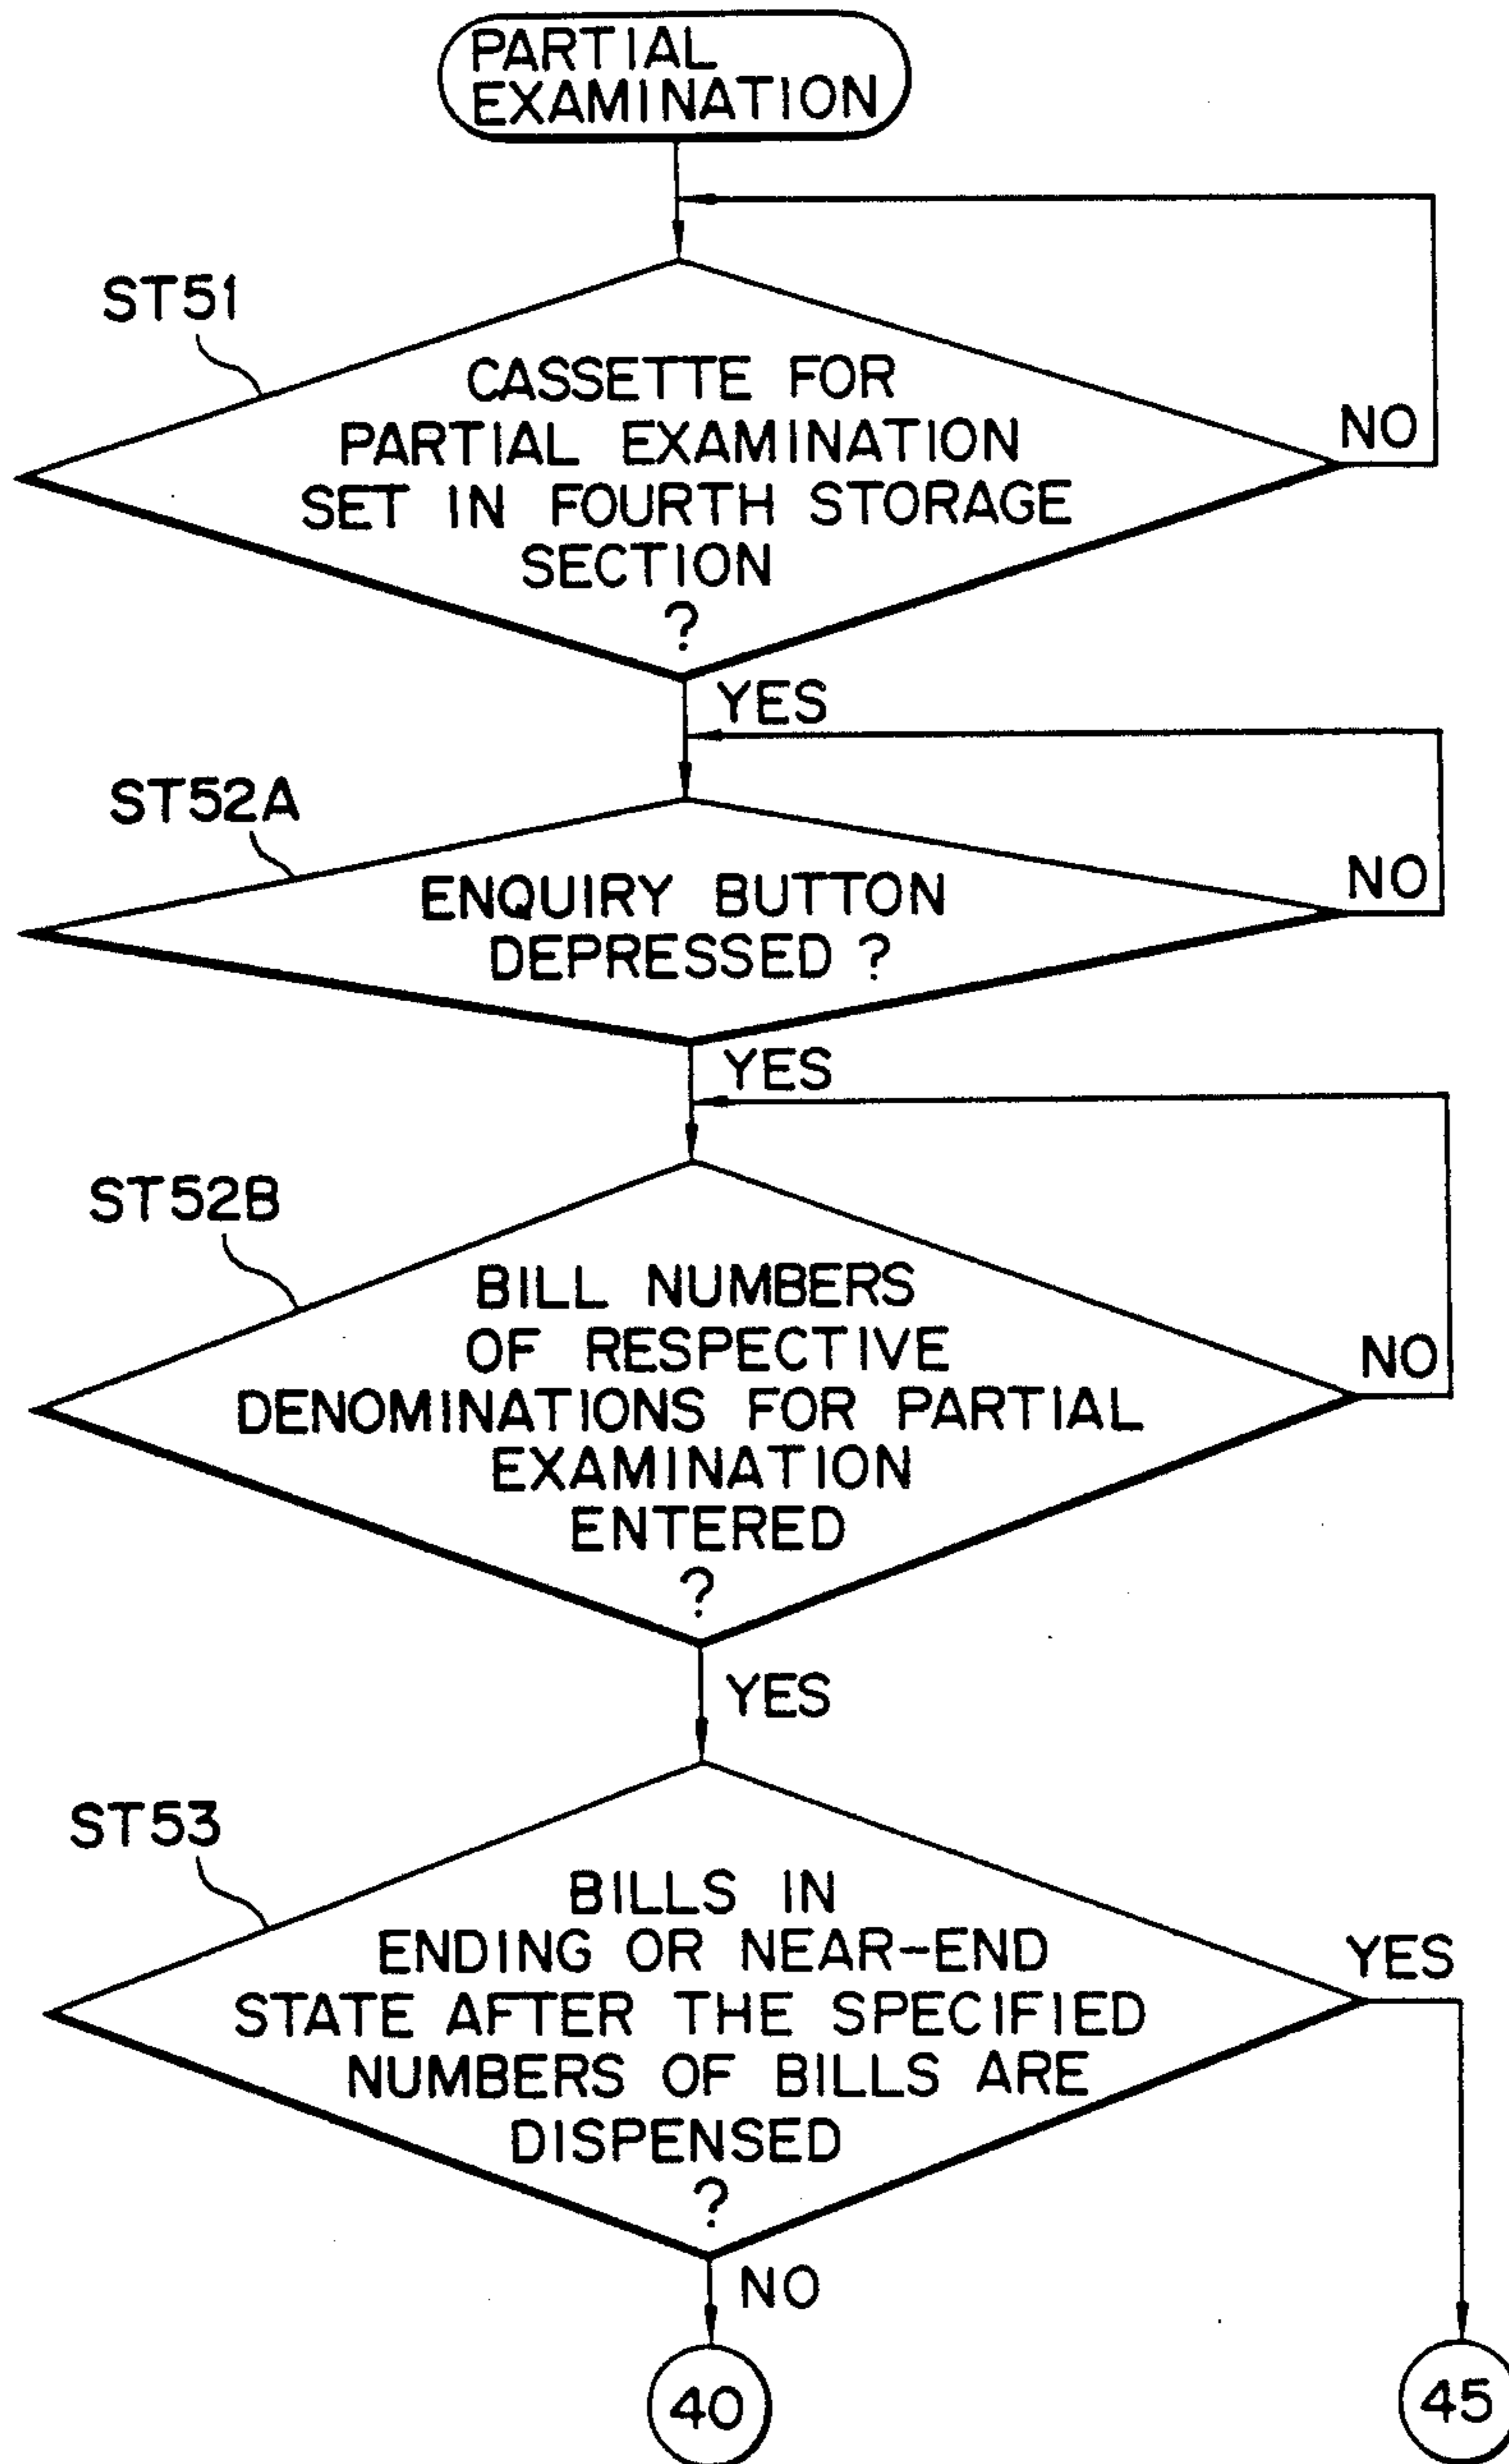 PARTIAL
EXAMINATION
ST51
CASSETTE FOR
PARTIAL EXAMINATION
SET IN FOURTH STORAGE
SECTION
?
NO
YES
ST52A
ENQUIRY BUTTON
DEPRESSED ?
NO
YES
ST52B
BILL NUMBERS
OF RESPECTIVE
DENOMINATIONS FOR PARTIAL
EXAMINATION
ENTERED
?
NO
YES
ST53
BILLS IN
ENDING OR NEAR-END
STATE AFTER THE SPECIFIED
NUMBERS OF BILLS ARE
DISPENSED
?
YES
NO
40
45